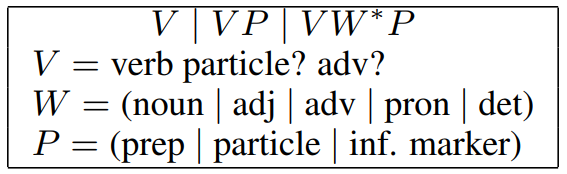 V | V P | V W*P
V = verb particle? adv?
W = (noun | adj | adv | pron | det)
P = (prep | particle | inf. marker)